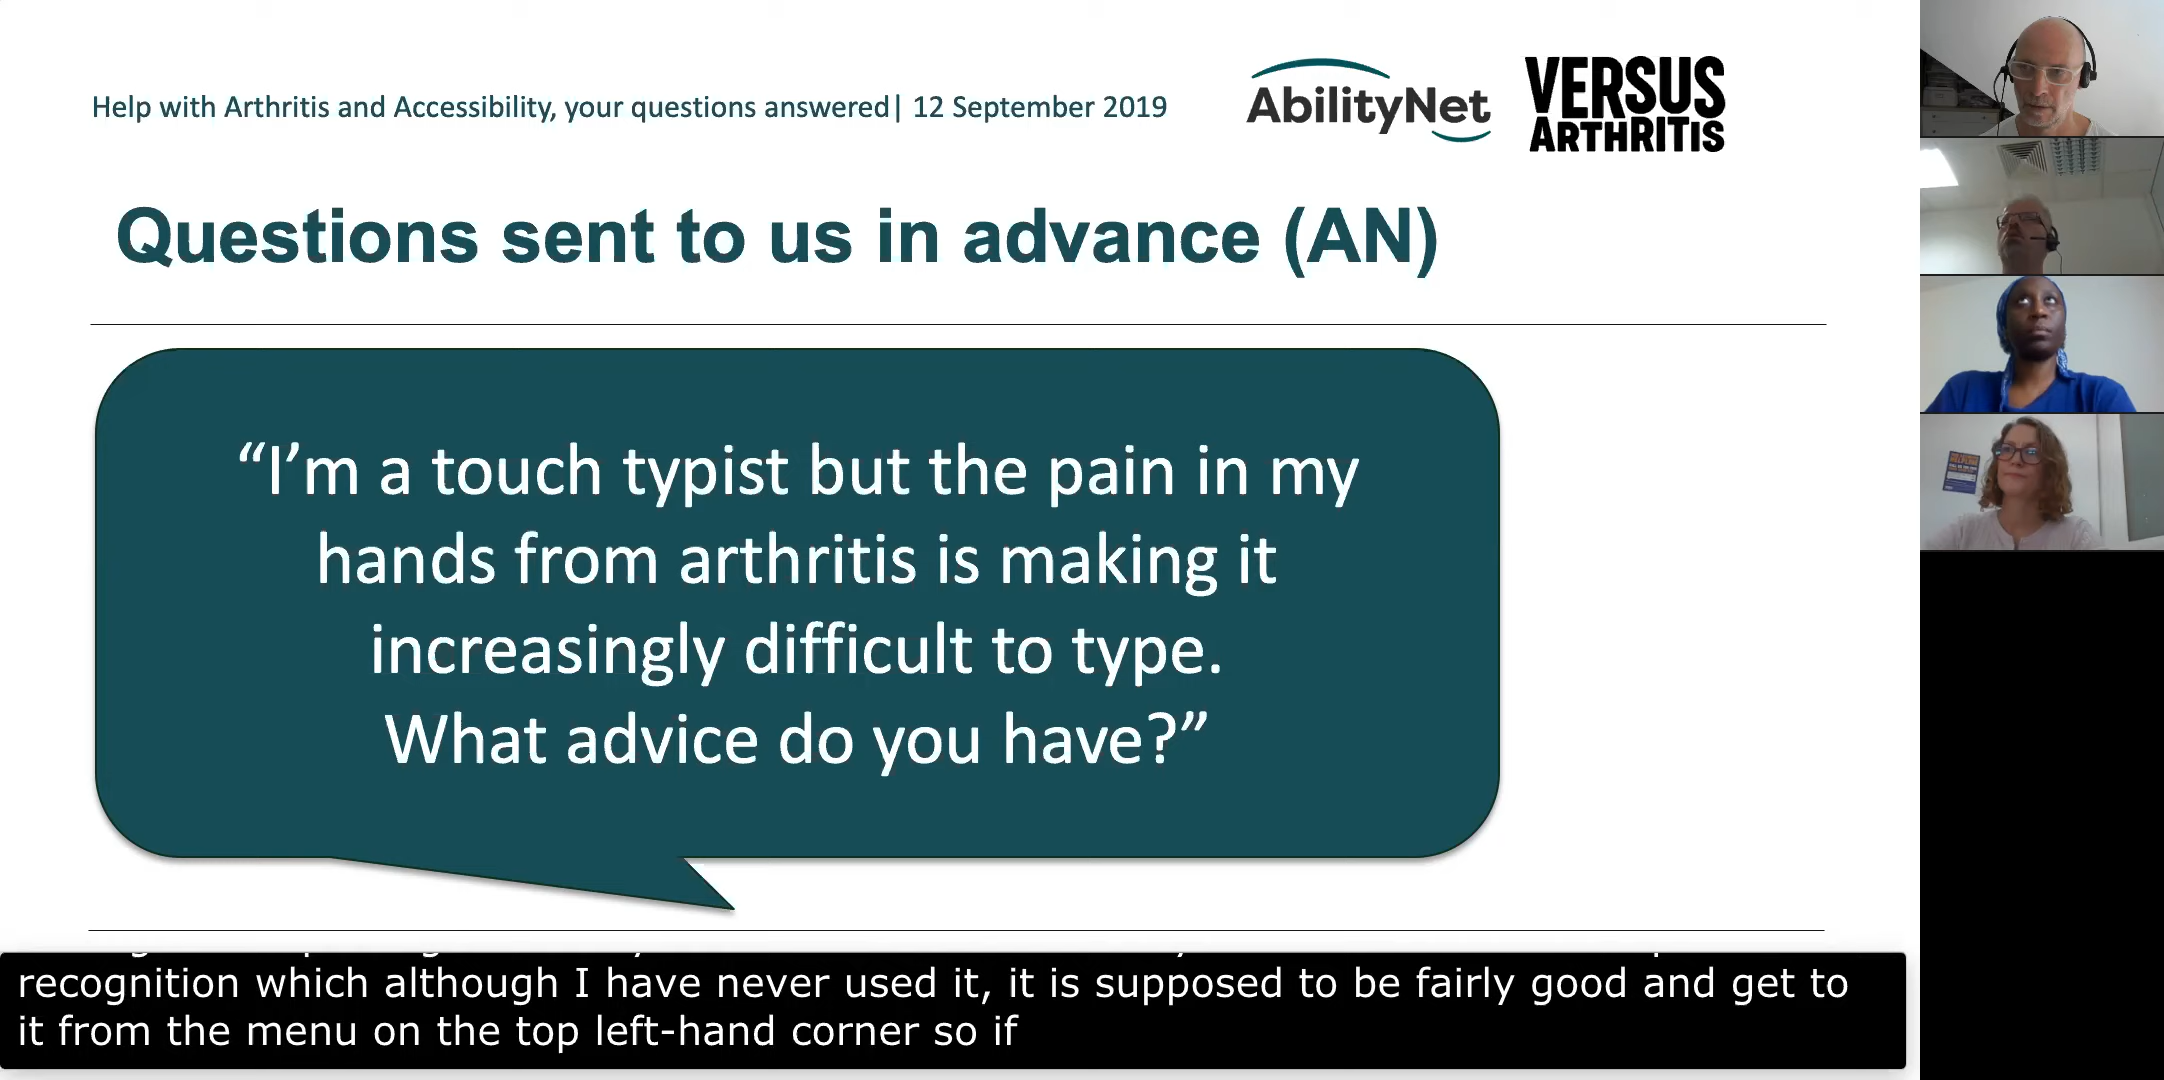 Help with Arthritis and Accessibility, your questions answered| 12 September 2019
AbilityNet
VERSUS
ARTHRITIS
Questions sent to us in advance (AN)
“I’m a touch typist but the pain in my
hands from arthritis is making it
increasingly difficult to type.
What advice do you have?”
recognition which although I have never used it, it is supposed to be fairly good and get to
it from the menu on the top left-hand corner so if